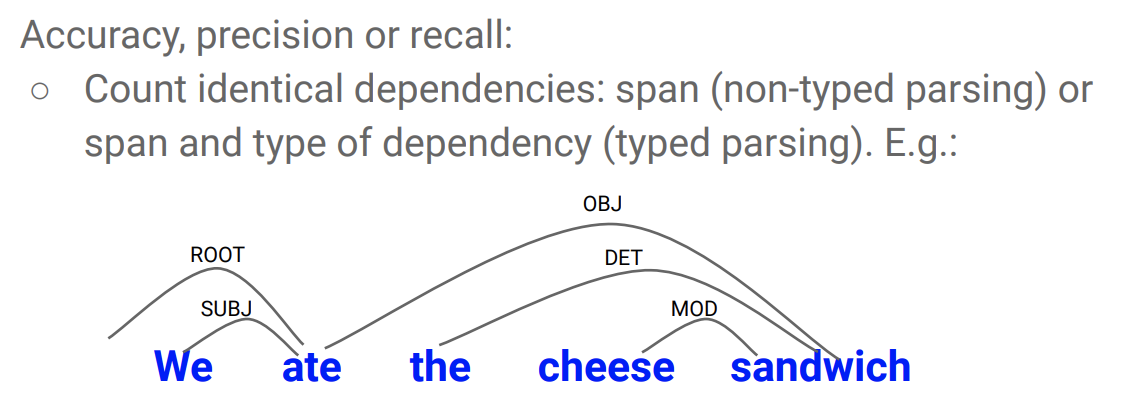 Accuracy, precision or recall:
○ Count identical dependencies: span (non-typed parsing) or
span and type of dependency (typed parsing). E.g.:
OBJ
ROOT
DET
SUBJ
MOD
We ate the cheese sandwich